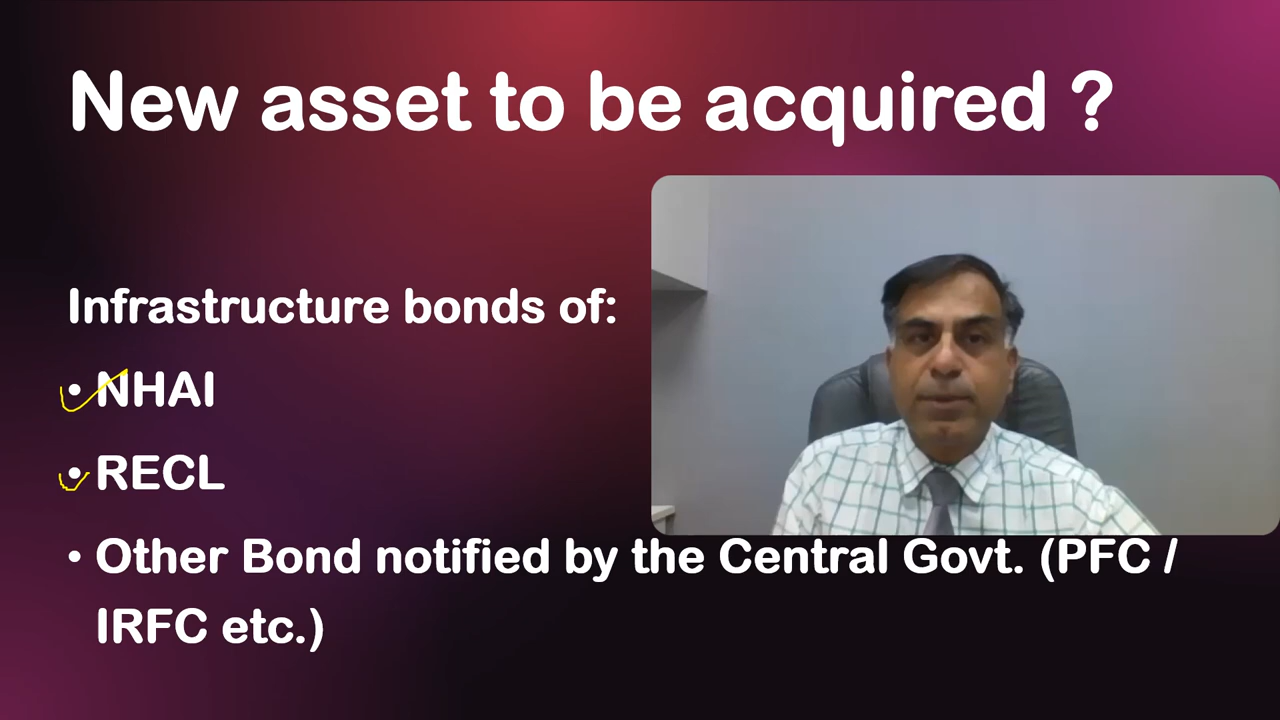 New asset to be acquired ?
Infrastructure bonds of:
• NHAI
• RECL
• Other Bond notified by the Central Govt. (PFC /
IRFC etc.)